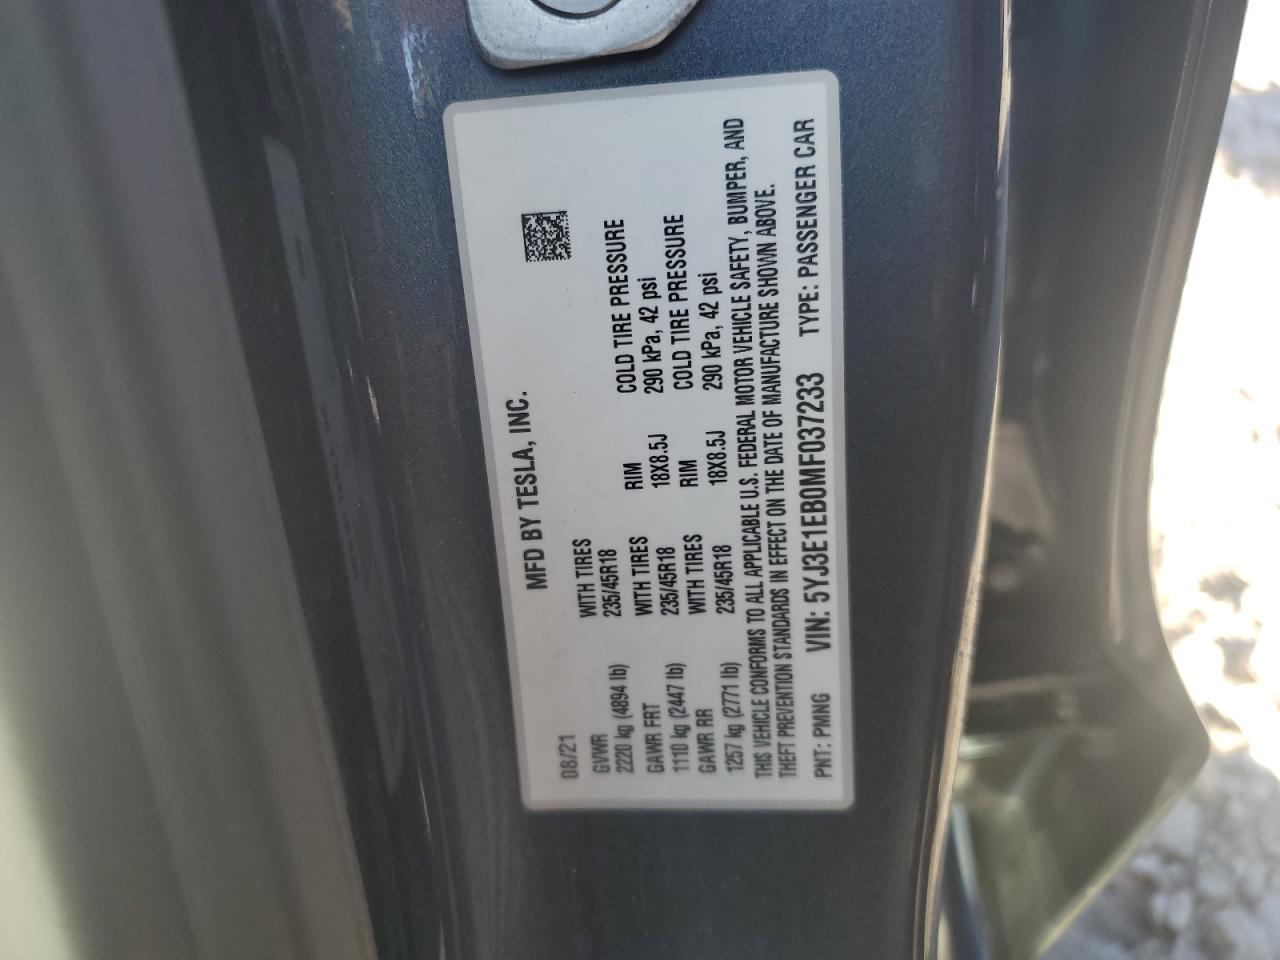 MFD BY TESLA, INC.
08/21
GVWR WITH TIRES RIM COLD TIRE PRESSURE
2220 kg (4894 lb) 235/45R18
GAWR FRT WITH TIRES RIM COLD TIRE PRESSURE
1110 kg (2447 lb) 235/45R18 18X8.5J 290 kPa, 42 psi
GAWR RR WITH TIRES RIM COLD TIRE PRESSURE
1257 kg (2771 lb) 235/45R18 18X8.5J 290 kPa, 42 psi
THIS VEHICLE CONFORMS TO ALL APPLICABLE U.S. FEDERAL MOTOR VEHICLE SAFETY, BUMPER, AND
THEFT PREVENTION STANDARDS IN EFFECT ON THE DATE OF MANUFACTURE SHOWN ABOVE.
PNT: PMNG VIN: 5YJ3E1EB0MF037233 TYPE: PASSENGER CAR